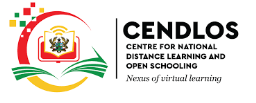 CENDLOS
CENTRE FOR NATIONAL
DISTANCE LEARNING AND
OPEN SCHOOLING
Nexus of virtual learning